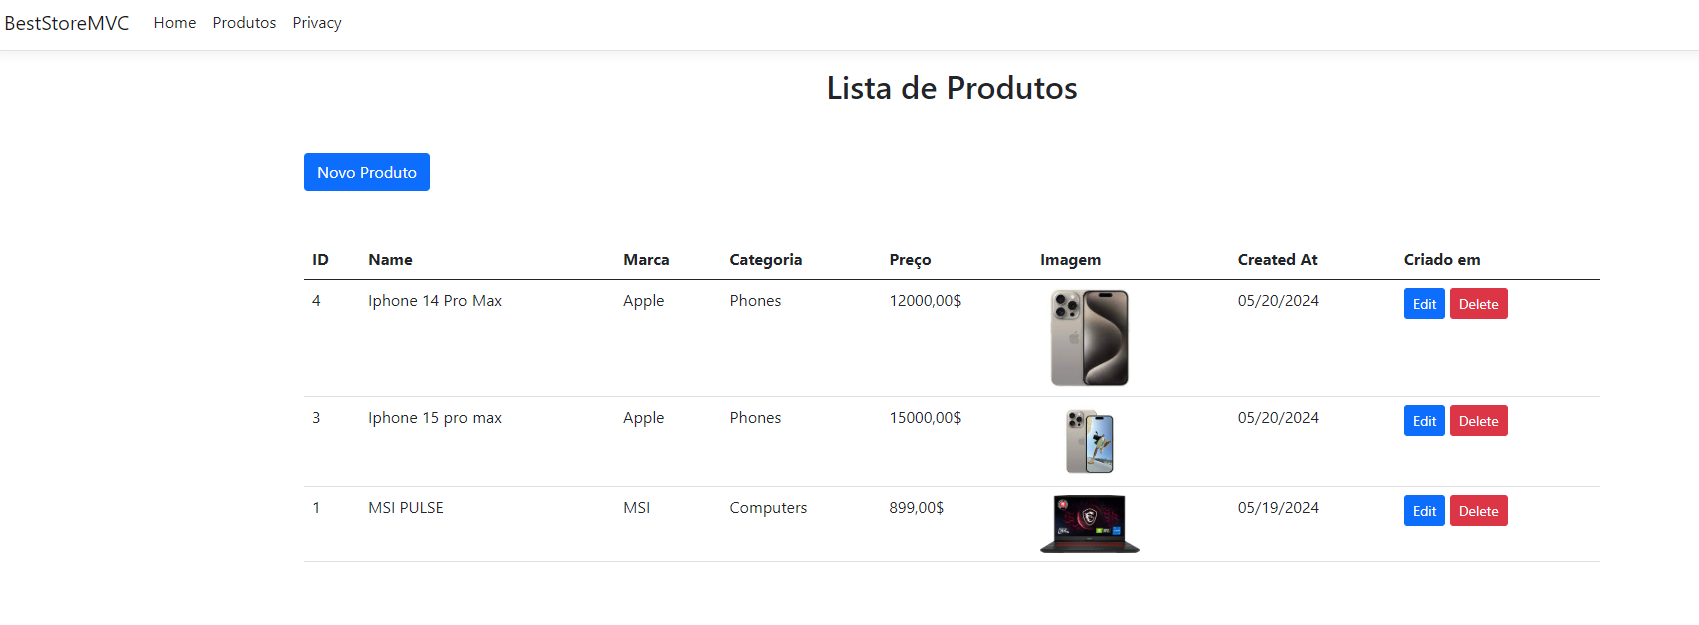 BestStoreMVC Home Produtos Privacy
Lista de Produtos
Novo Produto
ID Name Marca Categoria Preço Imagem Created At Criado em
4 Iphone 14 Pro Max Apple Phones 12000,00$ 05/20/2024 Edit Delete
3 Iphone 15 pro max Apple Phones 15000,00$ 05/20/2024 Edit Delete
1 MSI PULSE MSI Computers 899,00$ 05/19/2024 Edit Delete